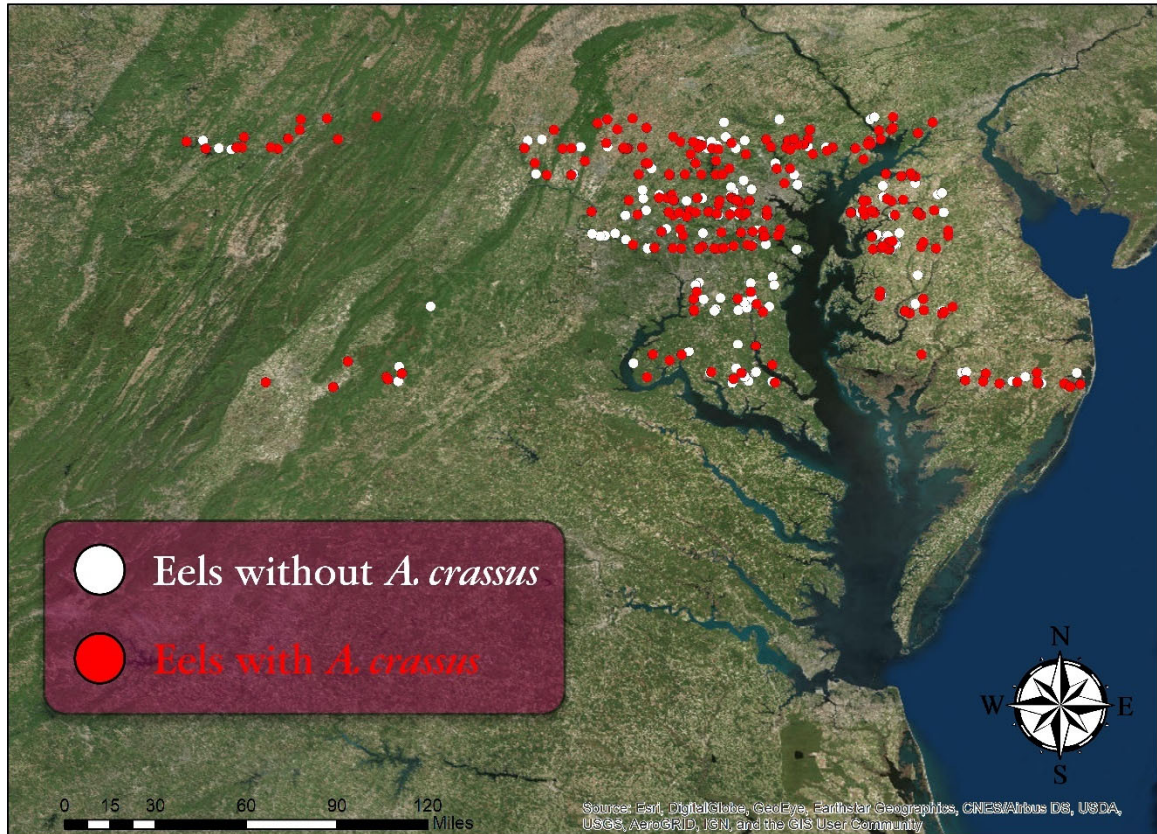 Eels without A. crassus
Eels with A. crassus
N
W E
S
0 15 30 60 90 120
Miles
Source: Esri, DigitalGlobe, GeoEye, Earthstar Geographics, CNES/Airbus DS, USDA,
USGS, AeroGRID, IGN, and the GIS User Community